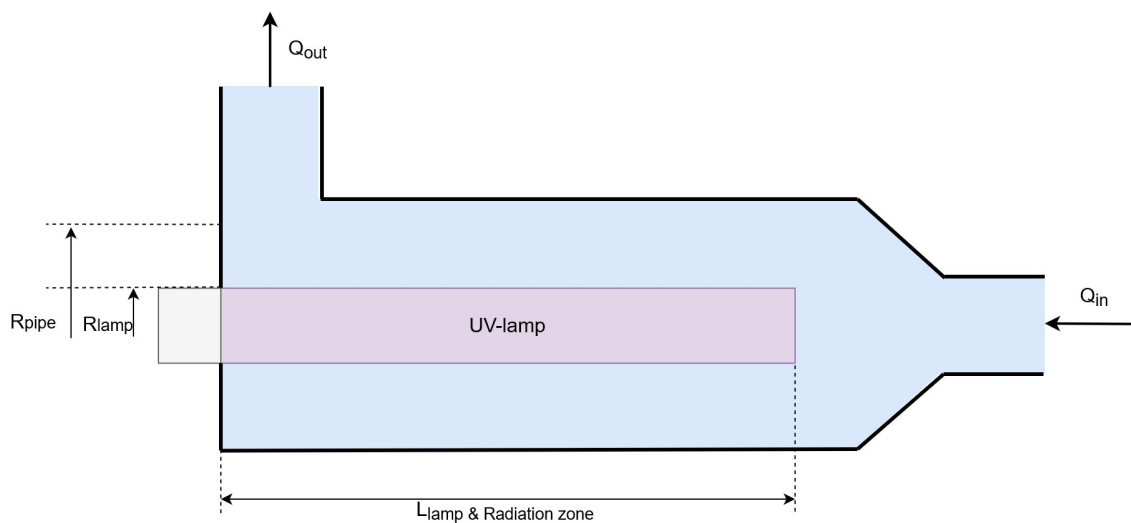 Qout
Qin
UV-lamp
Rpipe
Rlamp
Llamp & Radiation zone